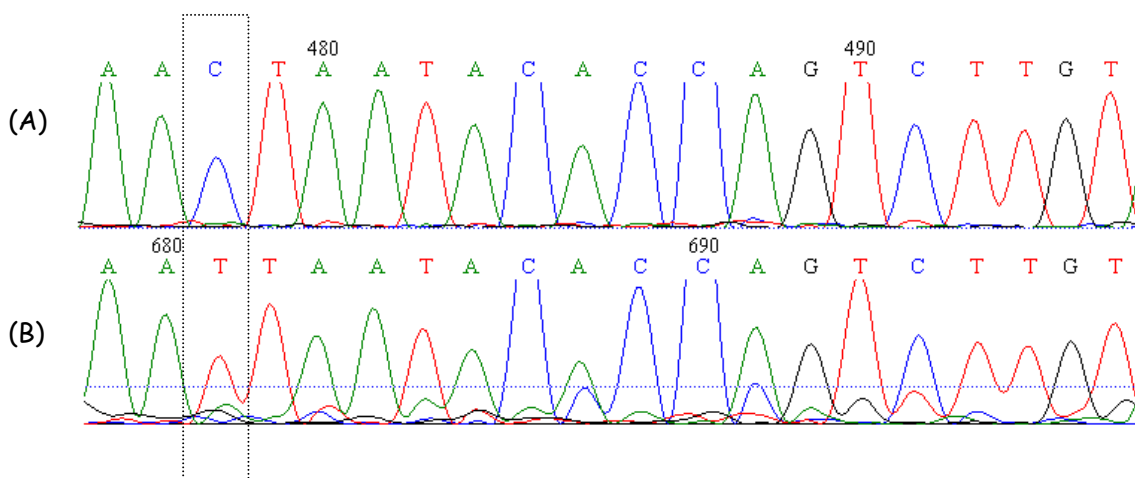 480 490
(A) A A C T A A T A C A C C A G T C T T G T
680 690
(B) A A T T A A T A C A C C A G T C T T G T